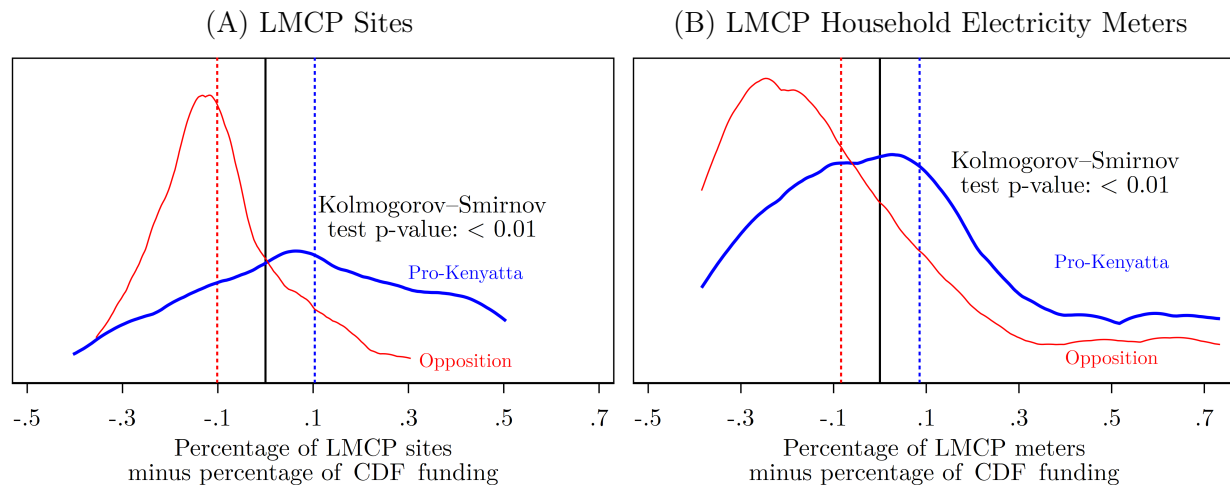 (A) LMCP Sites
Kolmogorov–Smirnov
test p-value: < 0.01
Pro-Kenyatta
Opposition
-.5 -.3 -.1 .1 .3 .5 .7
Percentage of LMCP sites
minus percentage of CDF funding
(B) LMCP Household Electricity Meters
Kolmogorov–Smirnov
test p-value: < 0.01
Pro-Kenyatta
Opposition
-.5 -.3 -.1 .1 .3 .5 .7
Percentage of LMCP meters
minus percentage of CDF funding